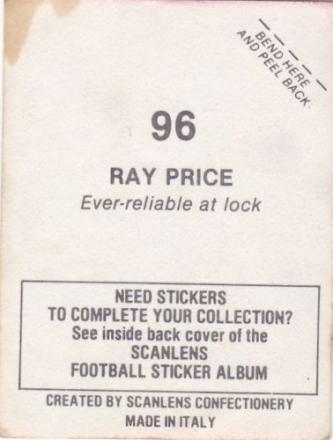 BEND HERE
AND PEEL BACK
96
RAY PRICE
Ever-reliable at lock
NEED STICKERS
TO COMPLETE YOUR COLLECTION?
See inside back cover of the
SCANLENS
FOOTBALL STICKER ALBUM
CREATED BY SCANLENS CONFECTIONERY
MADE IN ITALY